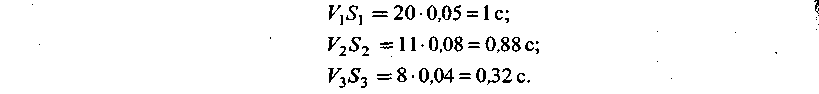 V₁S₁ = 20 · 0,05 = 1 с;
V₂S₂ = 11 · 0,08 = 0,88 с;
V₃S₃ = 8 · 0,04 = 0,32 с.